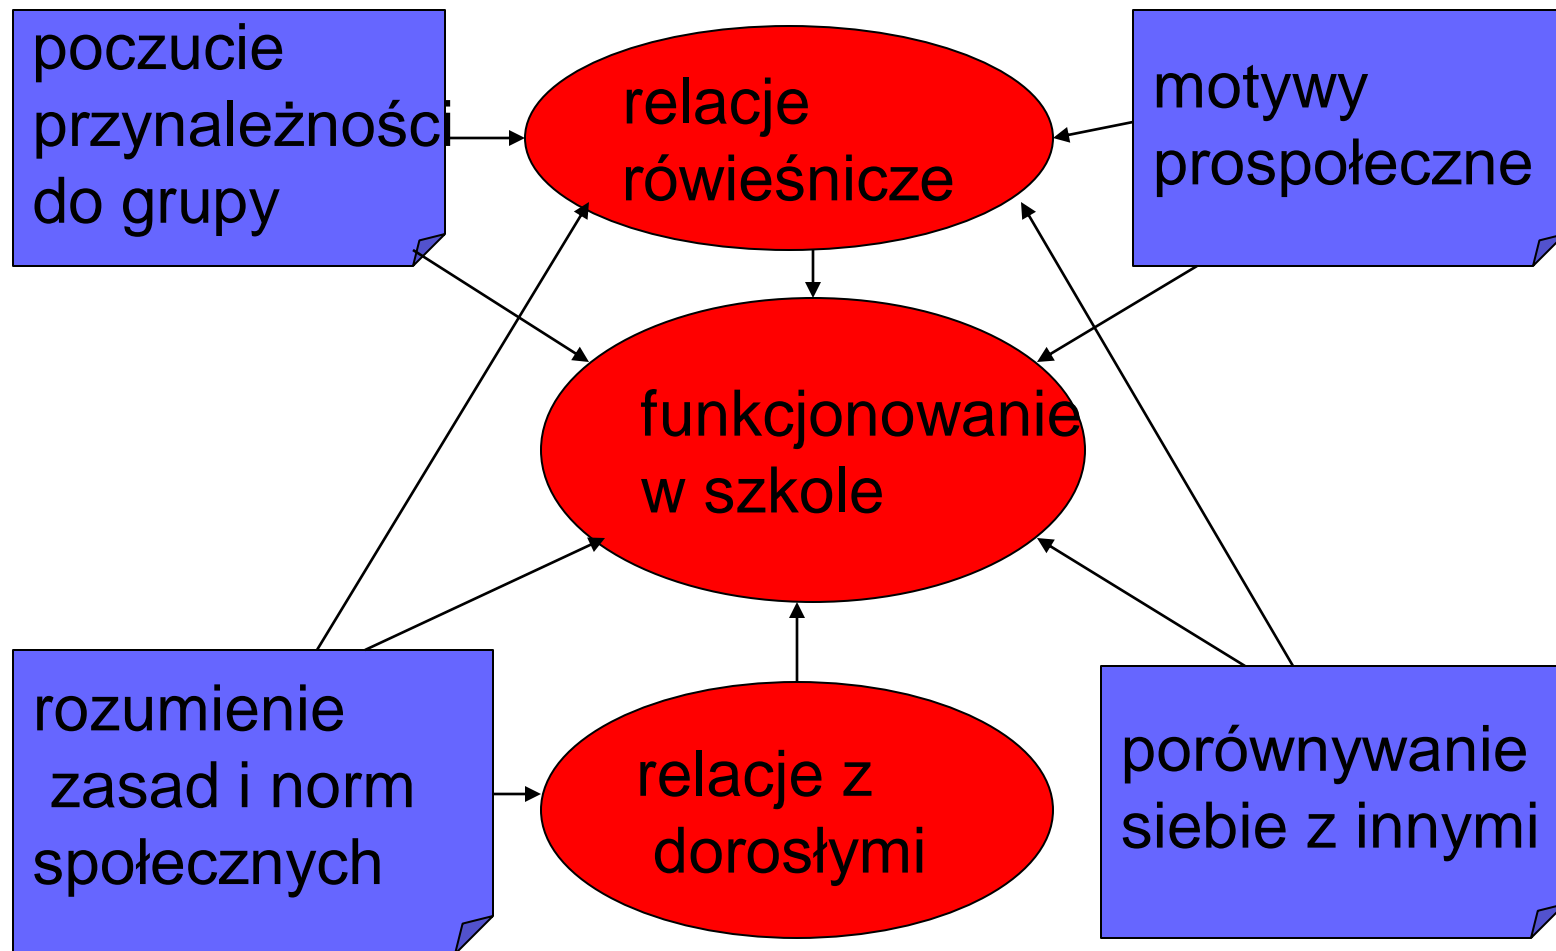 poczucie
przynależności
do grupy
relacje
rówieśnicze
motywy
prospołeczne
funkcjonowanie
w szkole
rozumienie
zasad i norm
społecznych
relacje z
dorosłymi
porównywanie
siebie z innymi